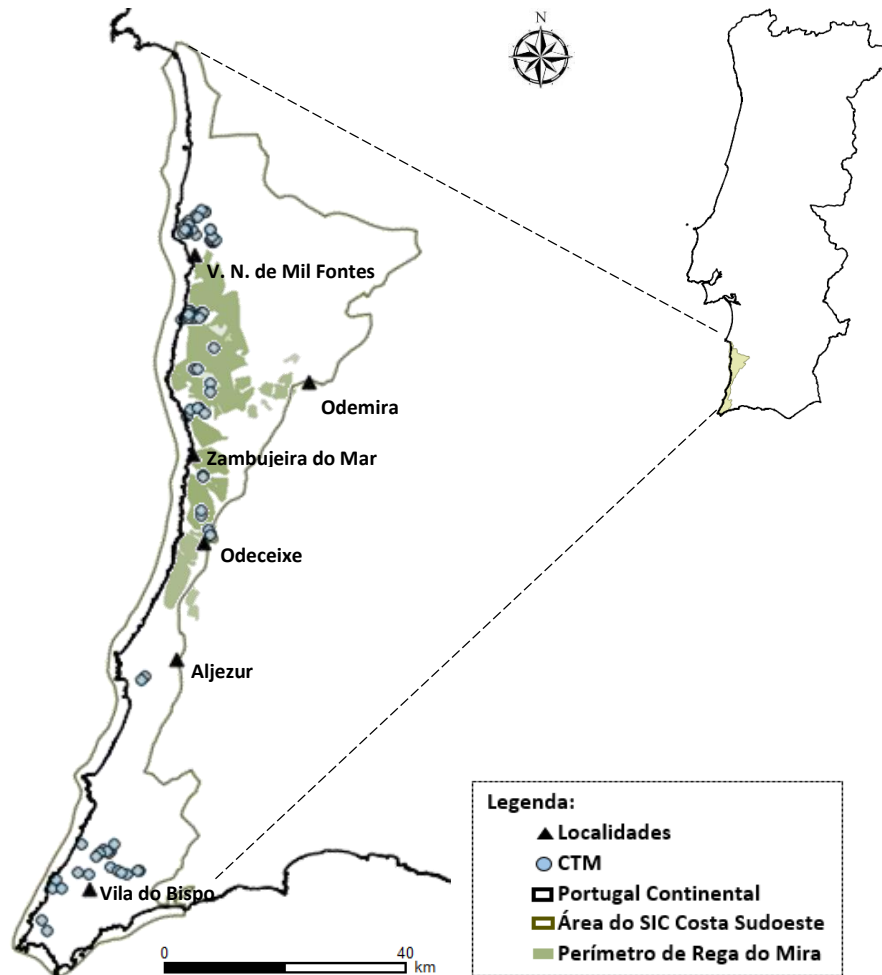 N
V. N. de Mil Fontes
Odemira
Zambujeira do Mar
Odeceixe
Aljezur
Vila do Bispo
0 40
km
Legenda:
Localidades
CTM
Portugal Continental
Área do SIC Costa Sudoeste
Perímetro de Rega do Mira